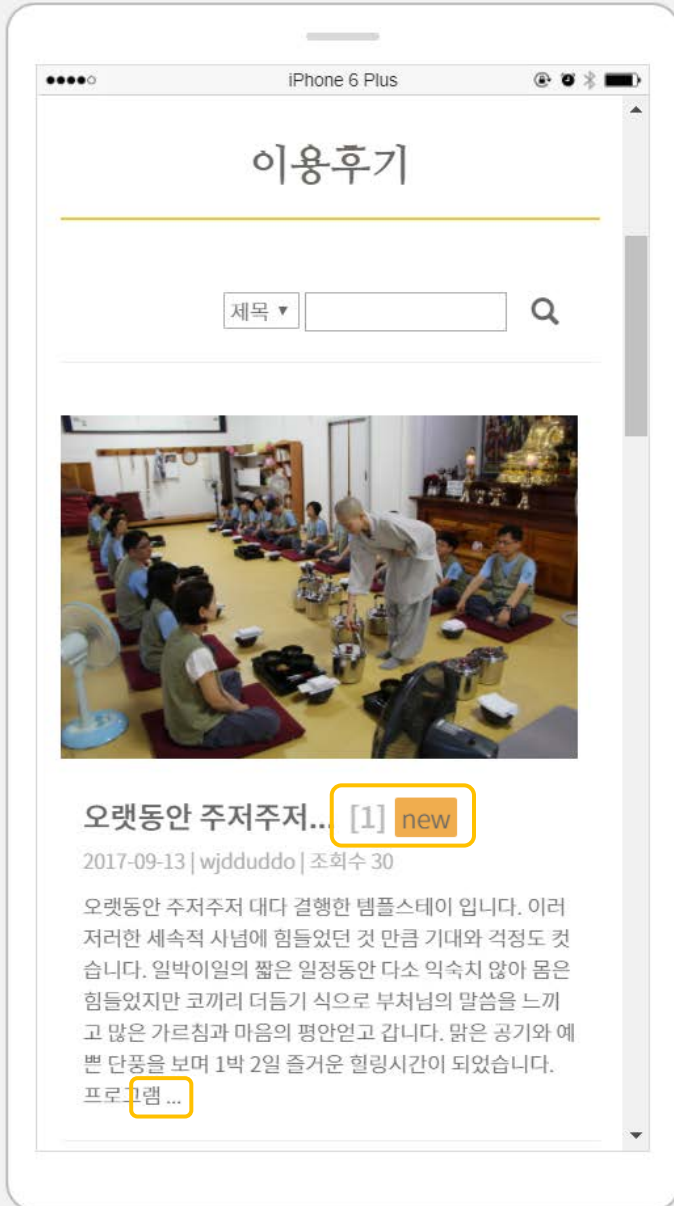 iPhone 6 Plus
이용후기
제목 ▼
오랫동안 주저주저... [1] new
2017-09-13 | wjdduddo | 조회수 30
오랫동안 주저주저 대다 결행한 템플스테이 입니다. 이러
저러한 세속적 사념에 힘들었던 것 만큼 기대와 걱정도 컷
습니다. 일박이일의 짧은 일정동안 다소 익숙치 않아 몸은
힘들었지만 코끼리 더듬기 식으로 부처님의 말씀을 느끼
고 많은 가르침과 마음의 평안얻고 갑니다. 맑은 공기와 예
쁜 단풍을 보며 1박 2일 즐거운 힐링시간이 되었습니다.
프로그램 ...